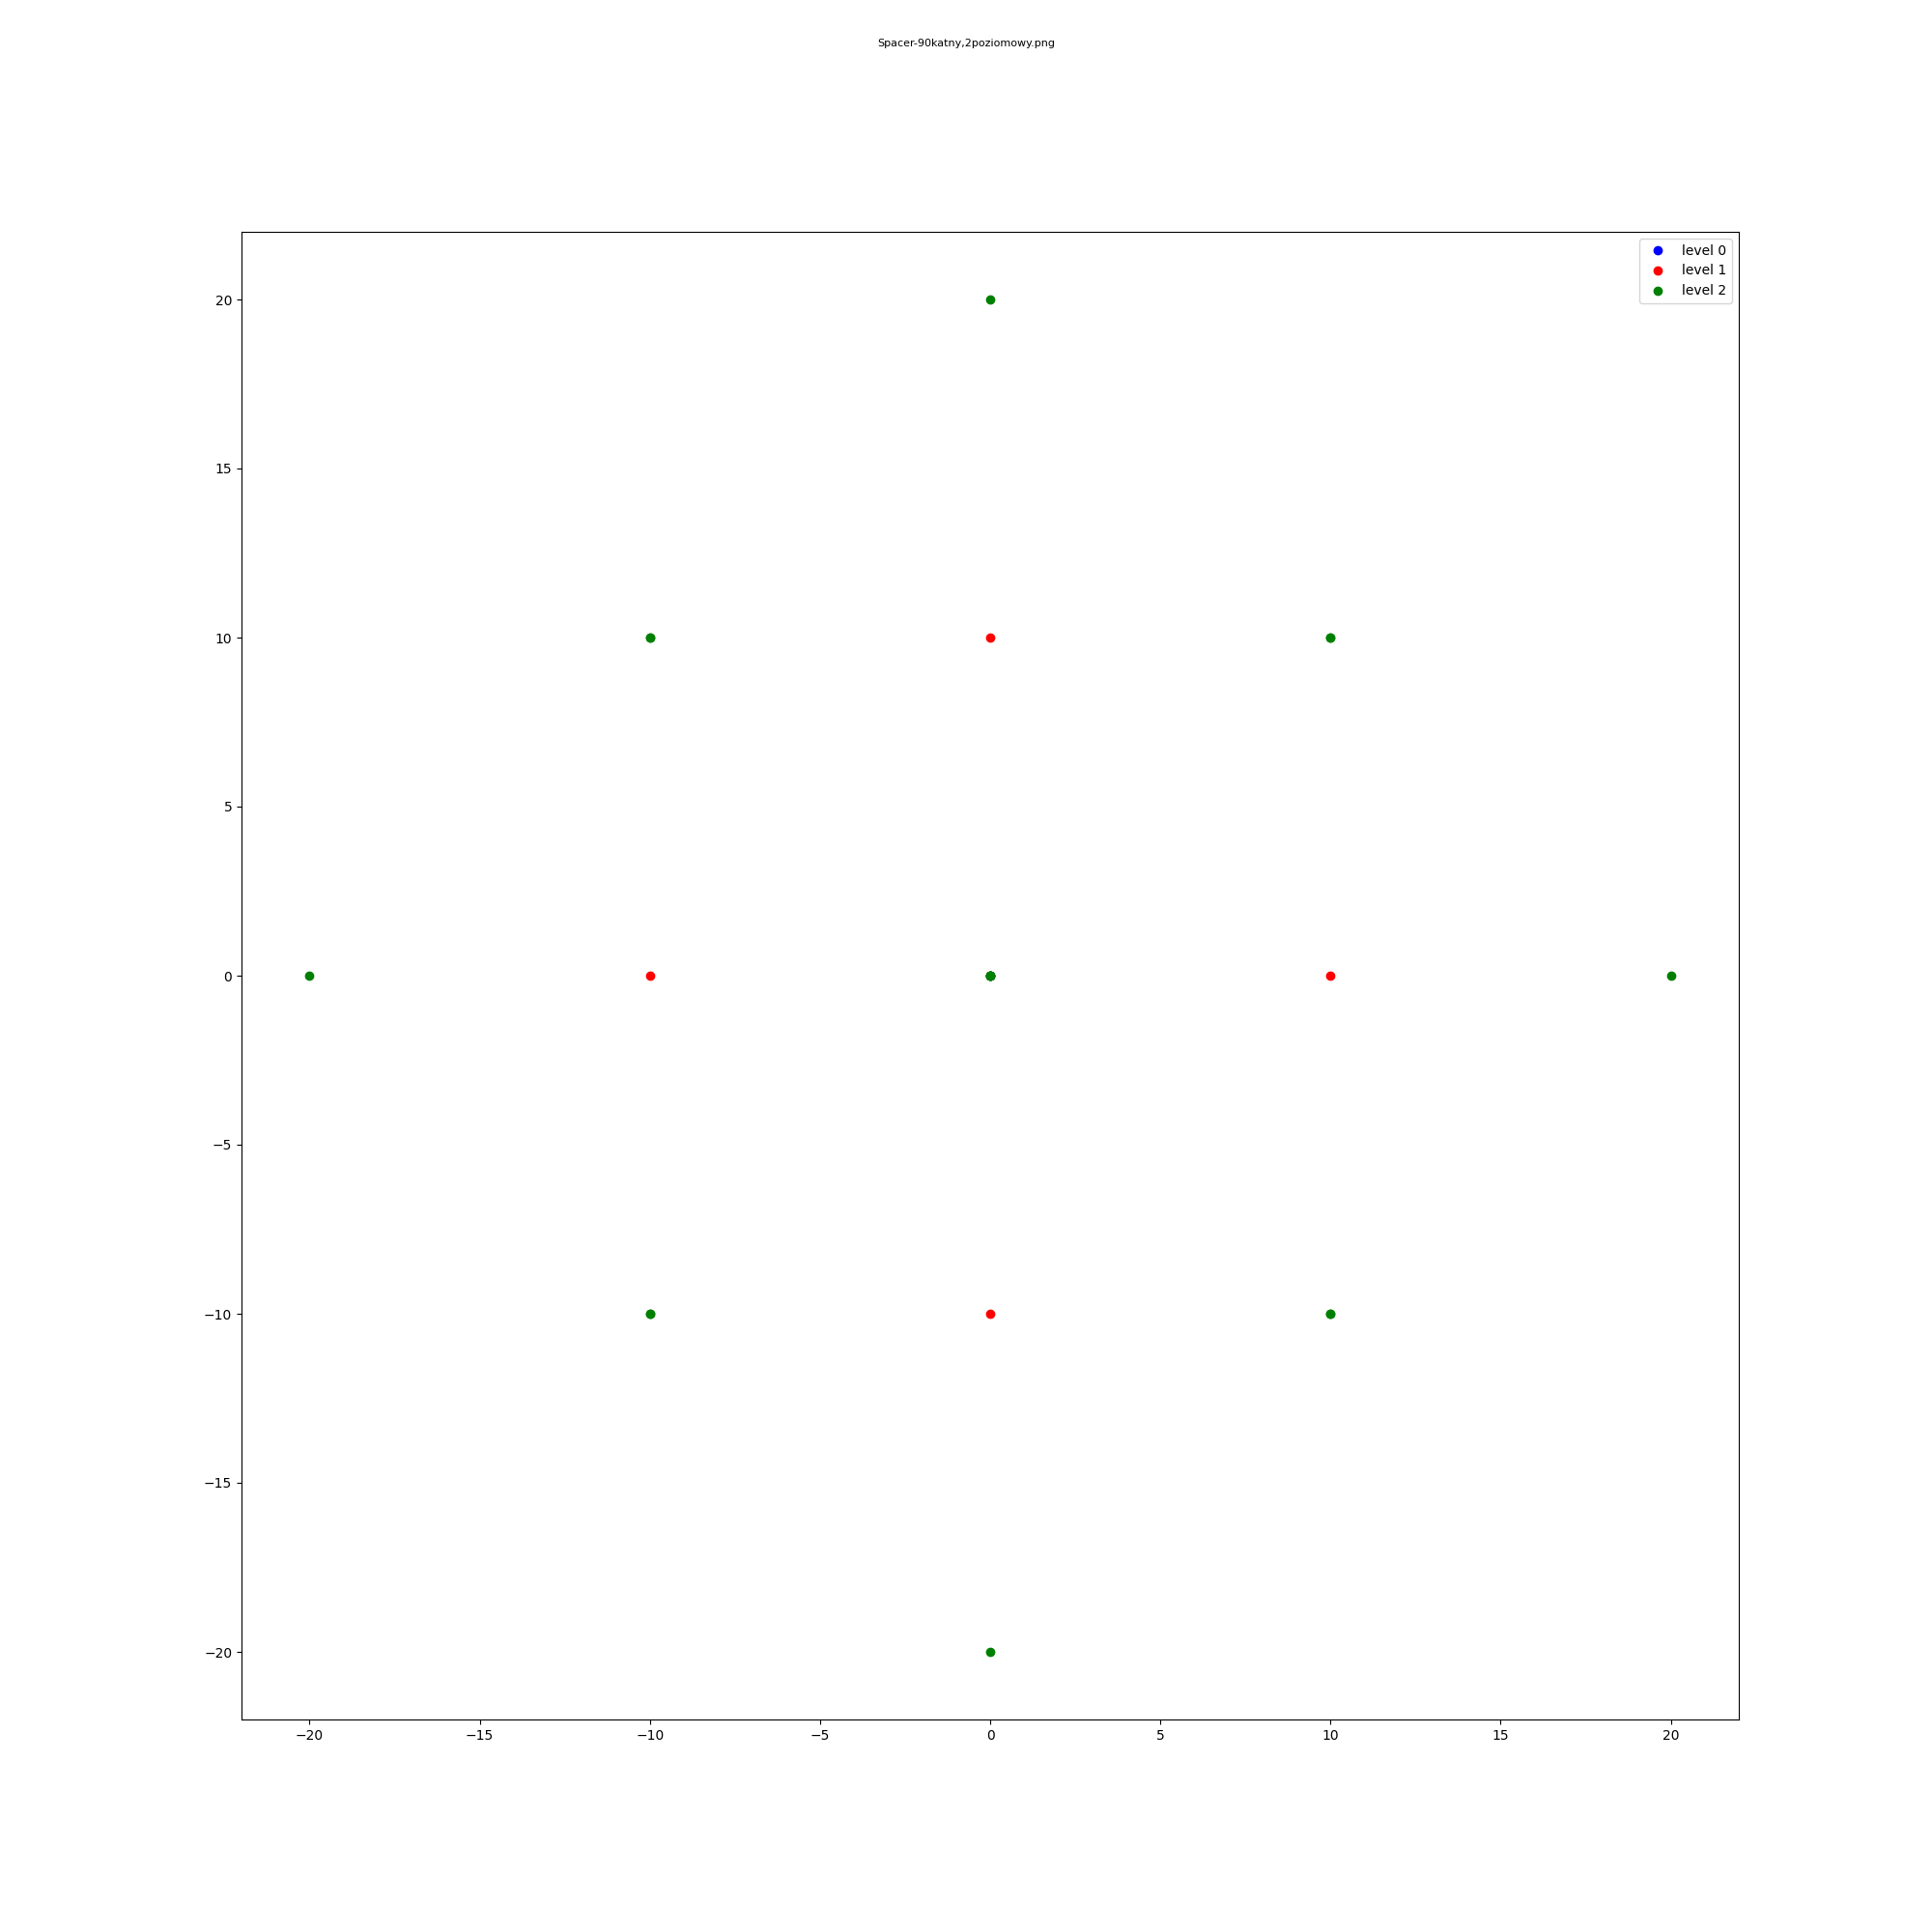 Spacer-90katny,2poziomowy.png
level 0
level 1
level 2
20
15
10
5
0
−5
−10
−15
−20
−20 −15 −10 −5 0 5 10 15 20